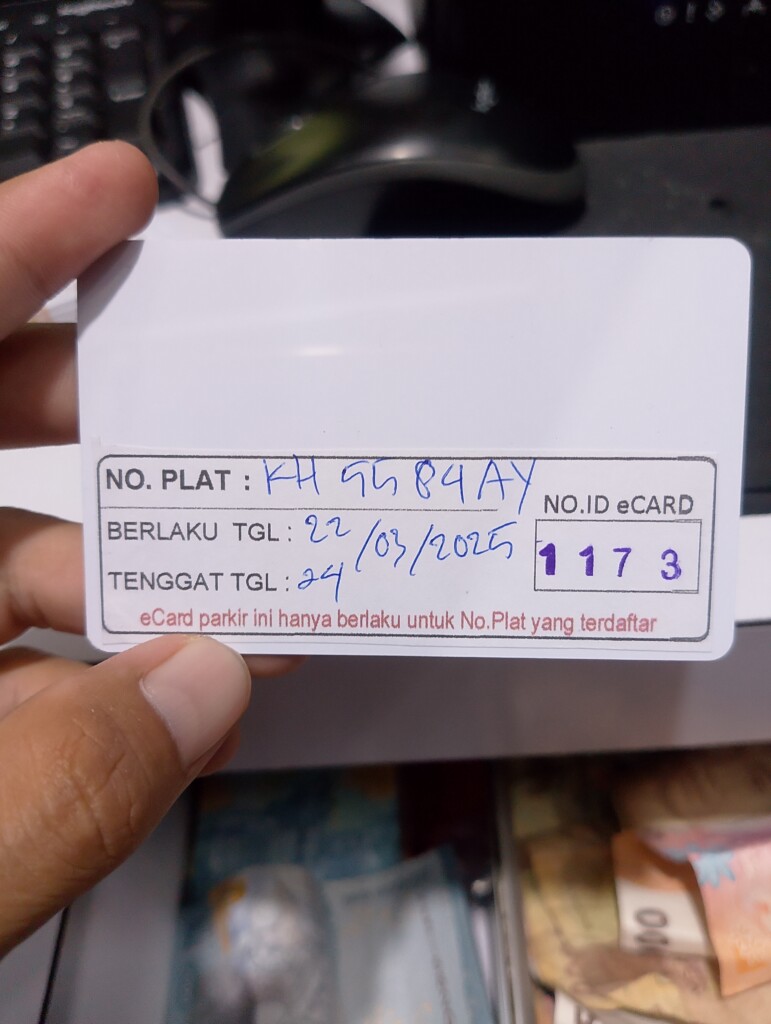 NO. PLAT : KH 5584 AY
NO.ID eCARD
BERLAKU TGL : 22 /03/2025
1173
TENGGAT TGL : 24
eCard parkir ini hanya berlaku untuk No.Plat yang terdaftar